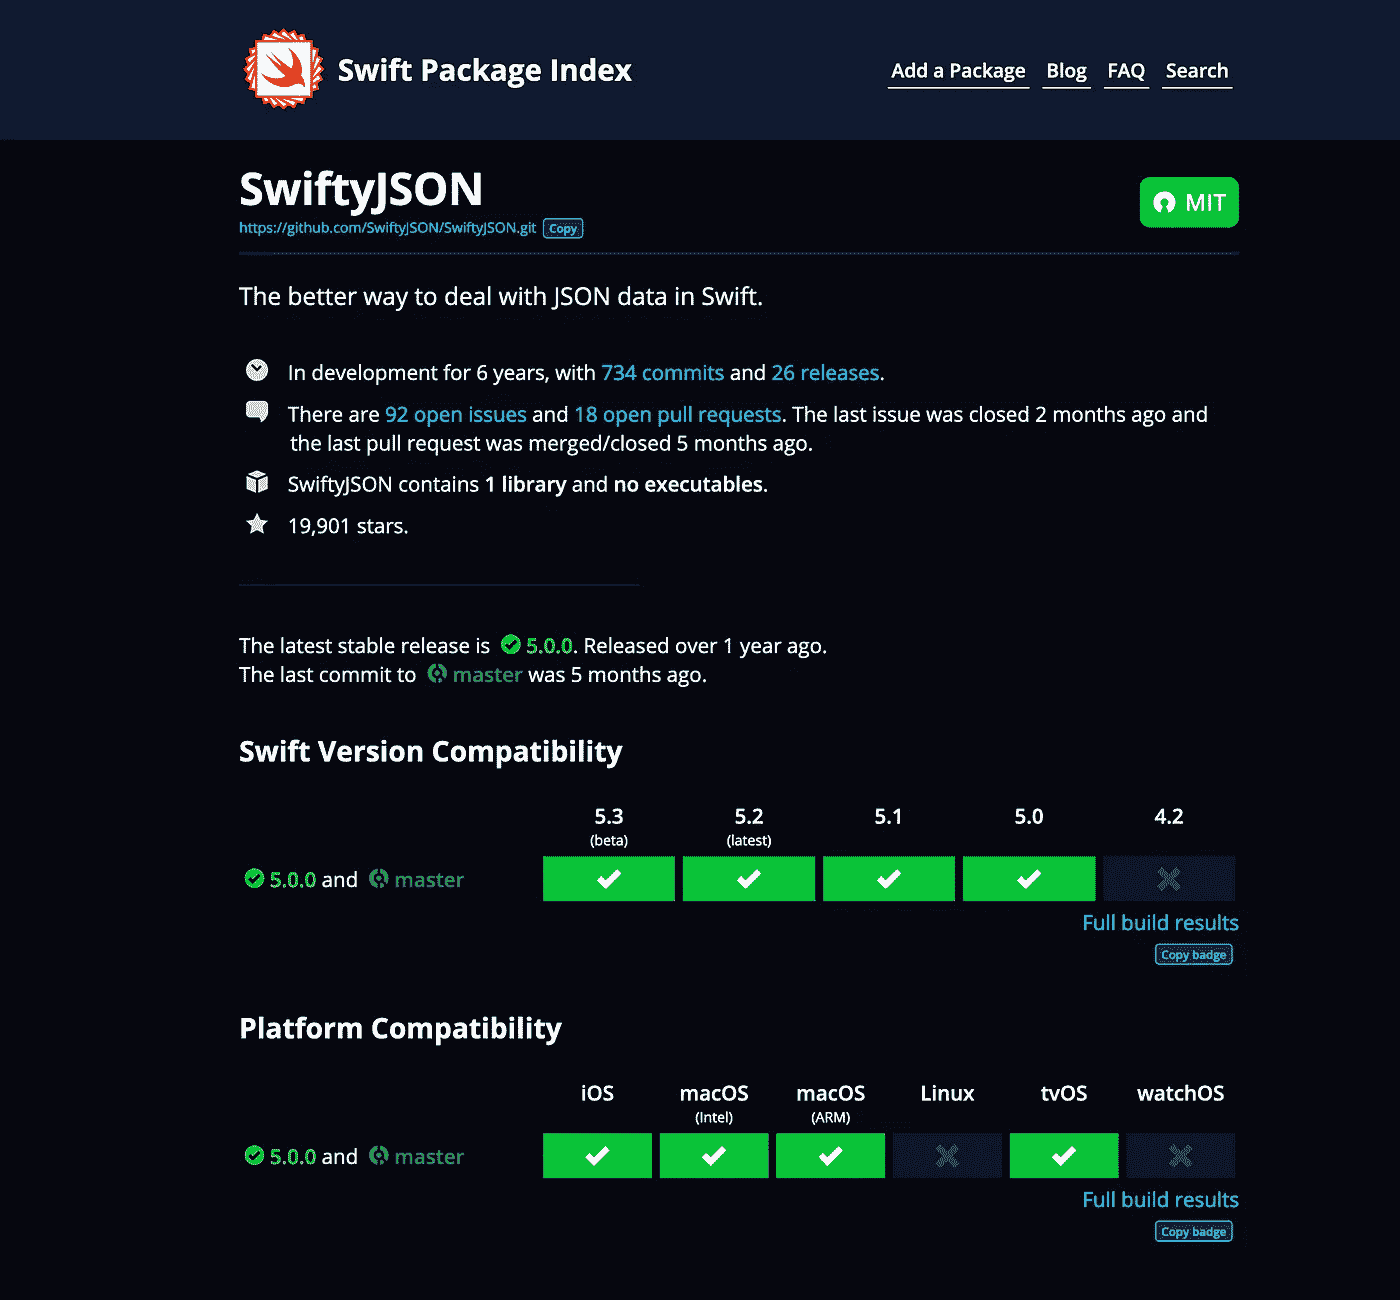 Swift Package Index
Add a Package Blog FAQ Search
SwiftyJSON
MIT
https://github.com/SwiftyJSON/SwiftyJSON.git Copy
The better way to deal with JSON data in Swift.
In development for 6 years, with 734 commits and 26 releases.
There are 92 open issues and 18 open pull requests. The last issue was closed 2 months ago and
the last pull request was merged/closed 5 months ago.
SwiftyJSON contains 1 library and no executables.
19,901 stars.
The latest stable release is 5.0.0. Released over 1 year ago.
The last commit to master was 5 months ago.
Swift Version Compatibility
5.3 5.2 5.1 5.0 4.2
(beta) (latest)
5.0.0 and master
Full build results
Copy badge
Platform Compatibility
iOS macOS macOS Linux tvOS watchOS
(Intel) (ARM)
5.0.0 and master
Full build results
Copy badge